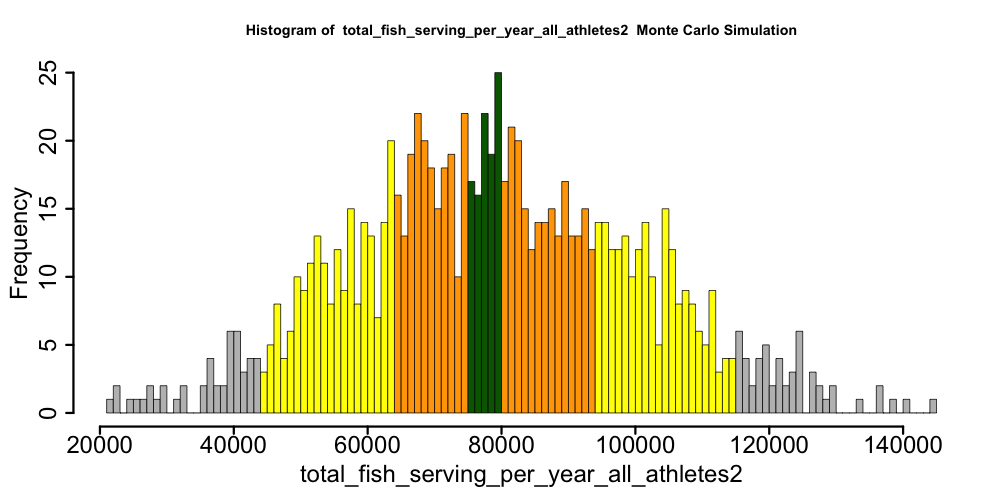 Histogram of  total_fish_serving_per_year_all_athletes2  Monte Carlo Simulation
Frequency
25
20
15
10
5
0
20000 40000 60000 80000 100000 120000 140000
total_fish_serving_per_year_all_athletes2